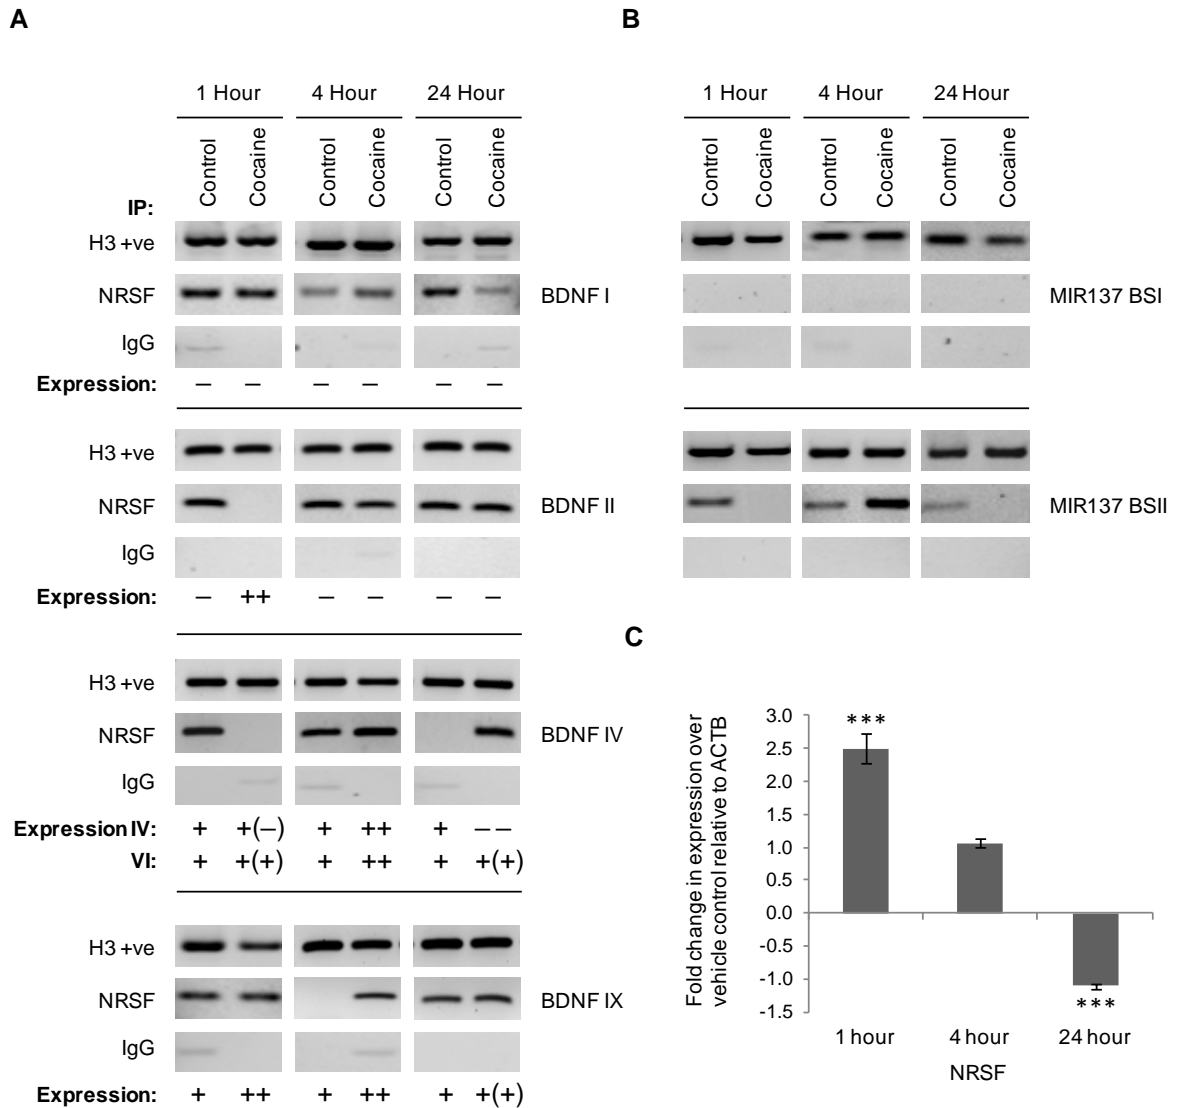 A
1 Hour 4 Hour 24 Hour
Control Cocaine Control Cocaine Control Cocaine
IP:
H3 +ve
NRSF BDNF I
IgG
Expression: – – – – – –
H3 +ve
NRSF BDNF II
IgG
Expression: – ++ – – – –
H3 +ve
NRSF BDNF IV
IgG
Expression IV: + +(–) + ++ + ––
VI: + +(+) + ++ + +(+)
H3 +ve
NRSF BDNF IX
IgG
Expression: + ++ + ++ + +(+)
B
1 Hour 4 Hour 24 Hour
Control Cocaine Control Cocaine Control Cocaine
MIR137 BSI
MIR137 BSII
C
Fold change in expression over
vehicle control relative to ACTB
3.0
2.5
2.0
1.5
1.0
0.5
0.0
-0.5
-1.0
-1.5
***
***
1 hour 4 hour 24 hour
NRSF